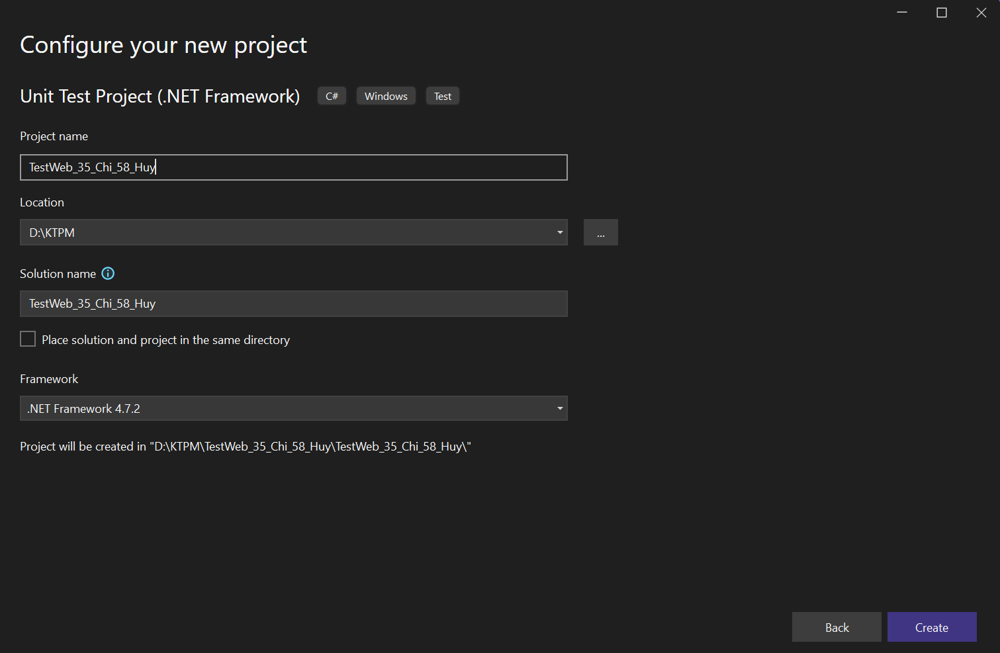 Configure your new project
Unit Test Project (.NET Framework) C# Windows Test
Project name
TestWeb_35_Chi_58_Huy
Location
D:\KTPM
...
Solution name
TestWeb_35_Chi_58_Huy
Place solution and project in the same directory
Framework
.NET Framework 4.7.2
Project will be created in "D:\KTPM\TestWeb_35_Chi_58_Huy\TestWeb_35_Chi_58_Huy\"
Back Create